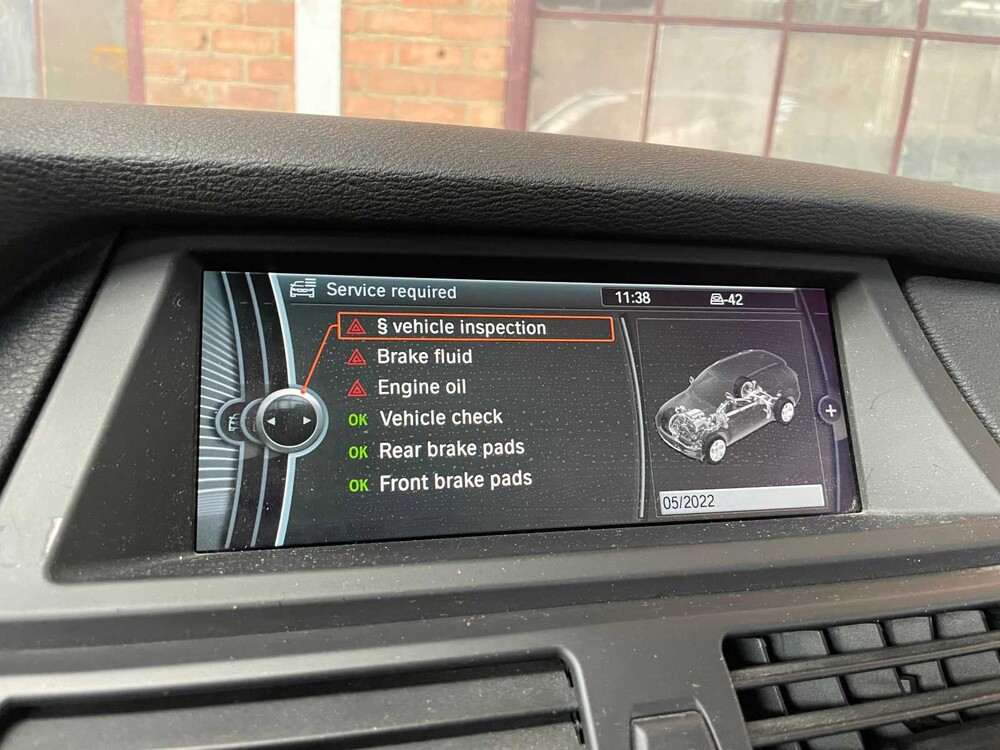 Service required
11:38
-42
§ vehicle inspection
Brake fluid
Engine oil
OK Vehicle check
OK Rear brake pads
OK Front brake pads
+
05/2022